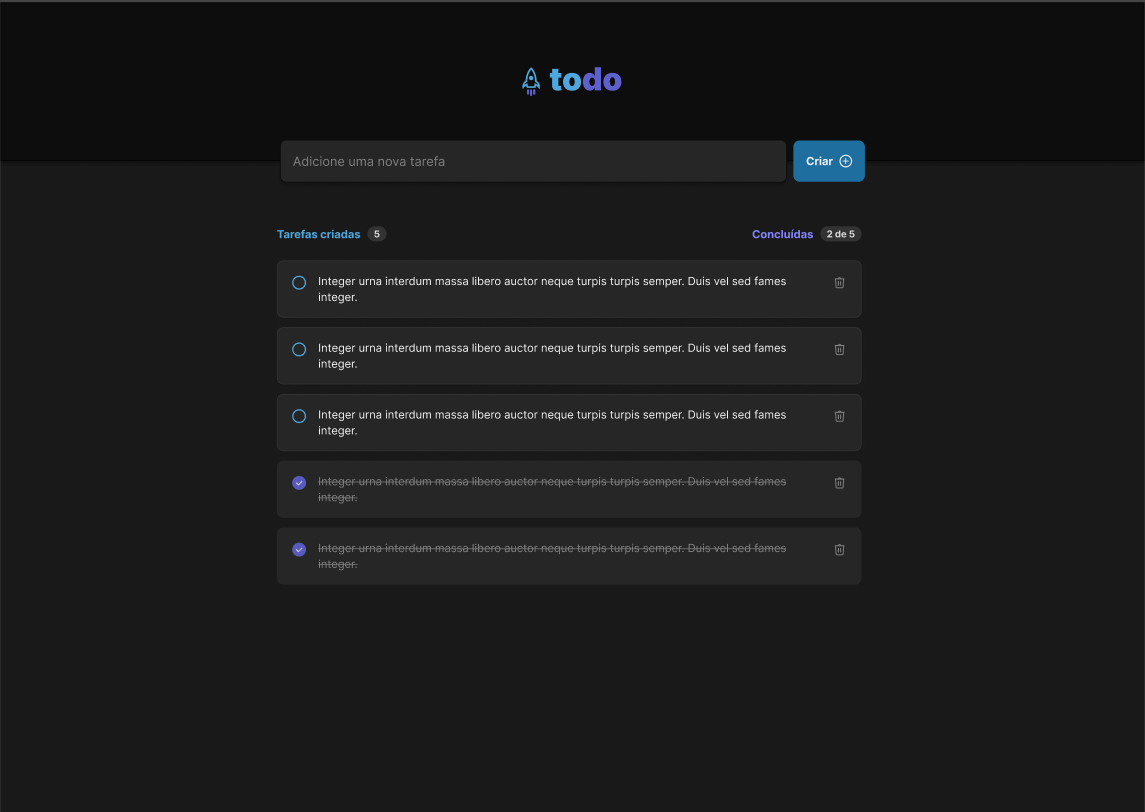 todo
Adicione uma nova tarefa
Criar
Tarefas criadas 5
Concluídas 2 de 5
Integer urna interdum massa libero auctor neque turpis turpis semper. Duis vel sed fames
integer.
Integer urna interdum massa libero auctor neque turpis turpis semper. Duis vel sed fames
integer.
Integer urna interdum massa libero auctor neque turpis turpis semper. Duis vel sed fames
integer.
Integer urna interdum massa libero auctor neque turpis turpis semper. Duis vel sed fames
integer.
Integer urna interdum massa libero auctor neque turpis turpis semper. Duis vel sed fames
integer.